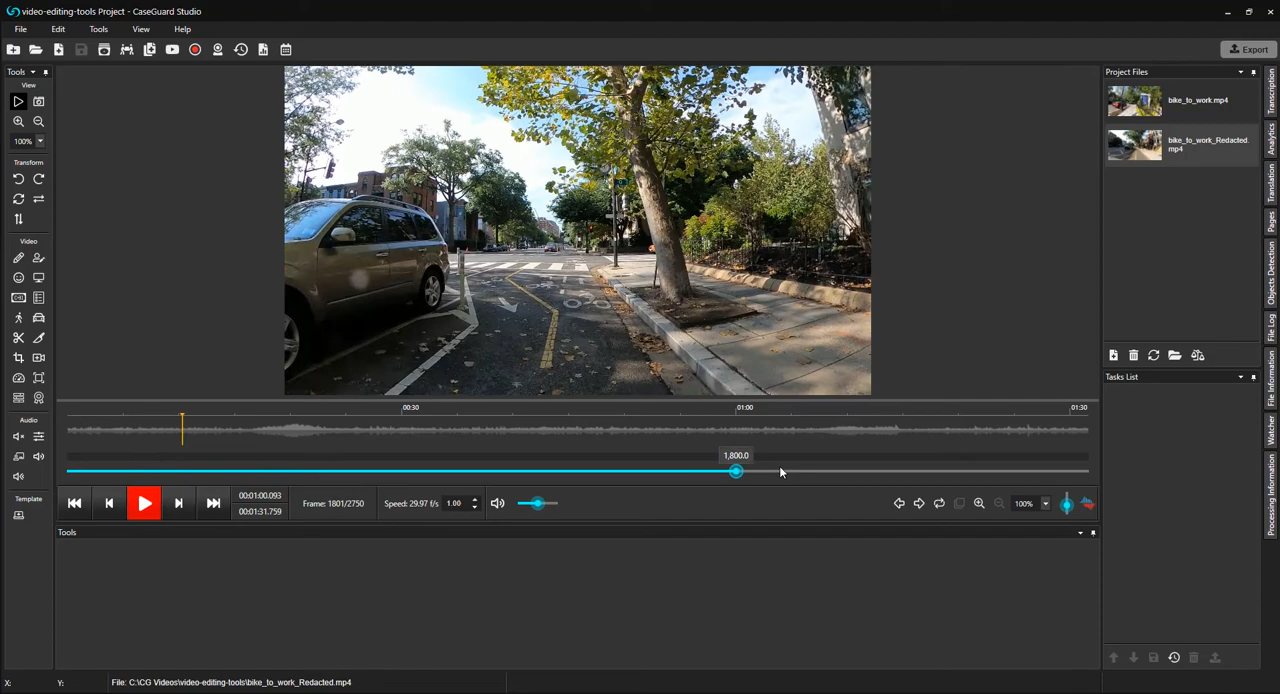 video-editing-tools Project - CaseGuard Studio
File Edit Tools View Help
Export
Tools
View
100%
Transform
Video
Audio
Template
Project Files
bike_to_work.mp4
bike_to_work_Redacted.
mp4
Tasks List
Transcription
Analytics
Translation
Pages
Objects Detection
File Log
File Information
Watcher
Processing Information
00:30
01:00
01:30
1,800.0
00:01:00.093
00:01:31.759
Frame: 1801/2750
Speed: 29.97 f/s
1.00
100%
Tools
X:
Y:
File: C:\CG Videos\video-editing-tools\bike_to_work_Redacted.mp4